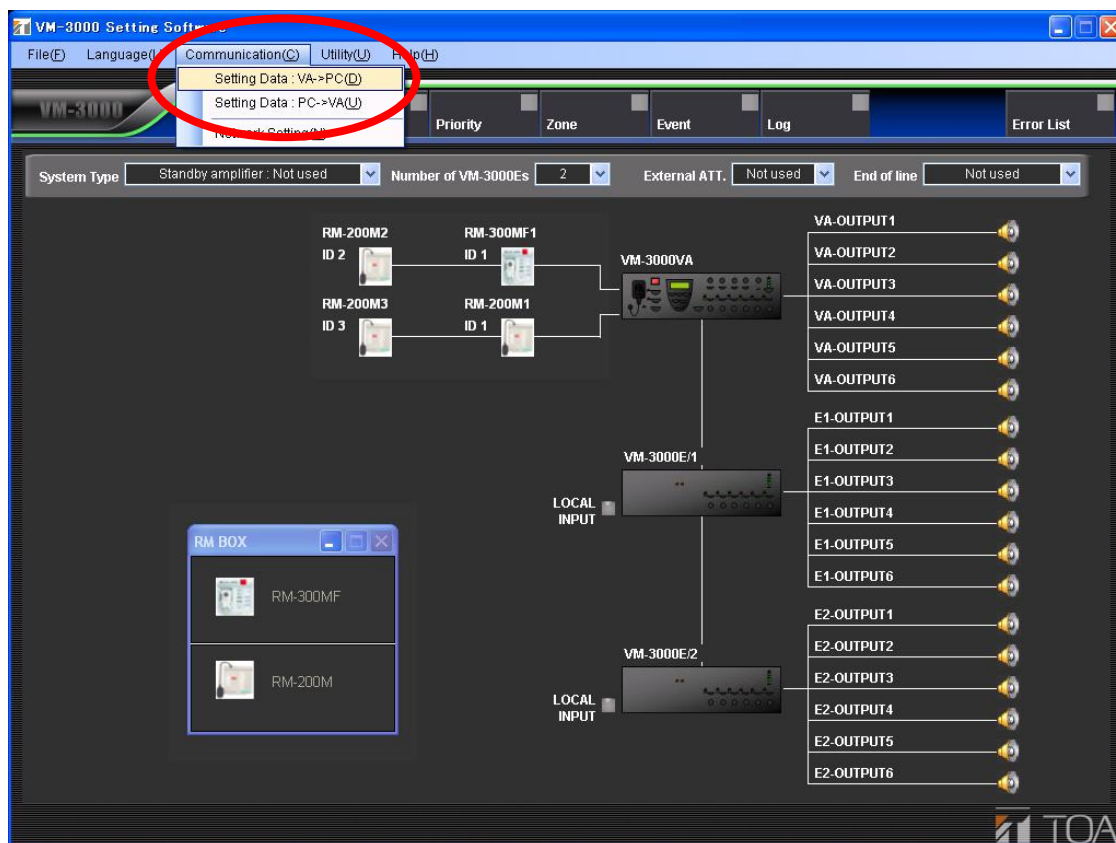 VM-3000 Setting Software
File(F) Communication(C) Utility(U) Help(H)
Setting Data : VA->PC(D)
Setting Data : PC->VA(U)
Network Setting(N)
VM-3000
Priority Zone Event Log Error List
System Type Standby amplifier : Not used Number of VM-3000Es 2 External ATT. Not used End of line Not used
RM-200M2 RM-300MF1
ID 2 ID 1
RM-200M3 RM-200M1
ID 3 ID 1
VM-3000VA
VA-OUTPUT1
VA-OUTPUT2
VA-OUTPUT3
VA-OUTPUT4
VA-OUTPUT5
VA-OUTPUT6
VM-3000E/1
LOCAL
INPUT
E1-OUTPUT1
E1-OUTPUT2
E1-OUTPUT3
E1-OUTPUT4
E1-OUTPUT5
E1-OUTPUT6
RM BOX
RM-300MF
RM-200M
VM-3000E/2
LOCAL
INPUT
E2-OUTPUT1
E2-OUTPUT2
E2-OUTPUT3
E2-OUTPUT4
E2-OUTPUT5
E2-OUTPUT6
TOA